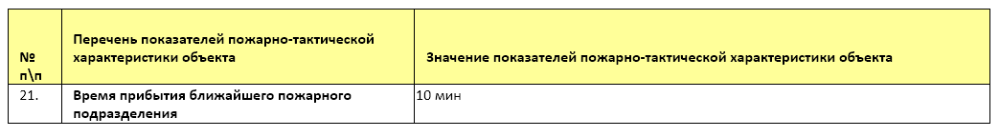 №
п\п
Перечень показателей пожарно-тактической
характеристики объекта
Значение показателей пожарно-тактической характеристики объекта
21.
Время прибытия ближайшего пожарного
подразделения
10 мин